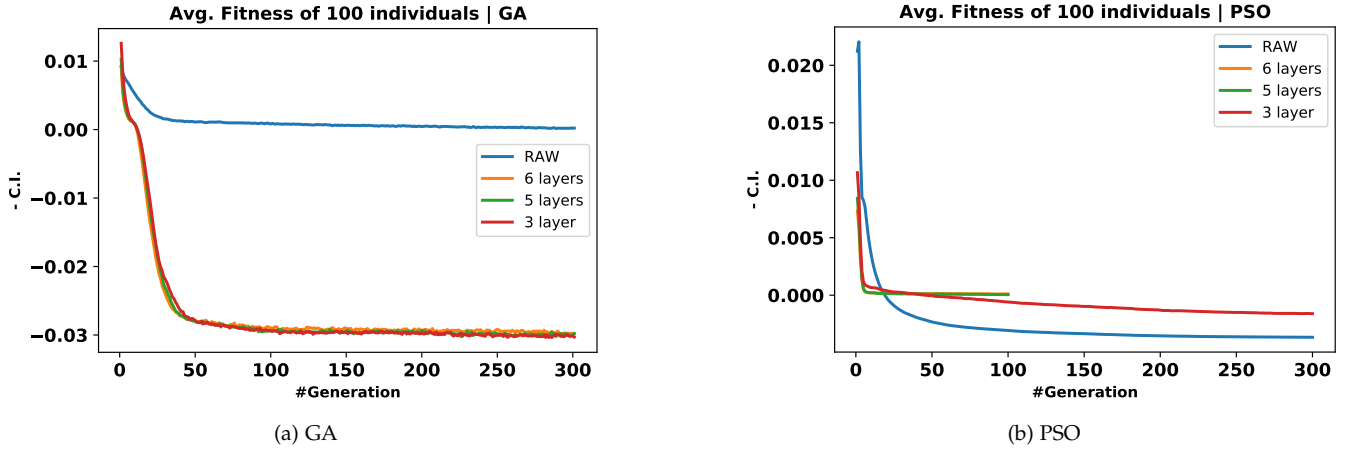 Avg. Fitness of 100 individuals | GA
0.01
0.00
−0.01
−0.02
−0.03
- C.I.
RAW
6 layers
5 layers
3 layer
0 50 100 150 200 250 300
#Generation
(a) GA
Avg. Fitness of 100 individuals | PSO
0.020
0.015
0.010
0.005
0.000
- C.I.
RAW
6 layers
5 layers
3 layer
0 50 100 150 200 250 300
#Generation
(b) PSO